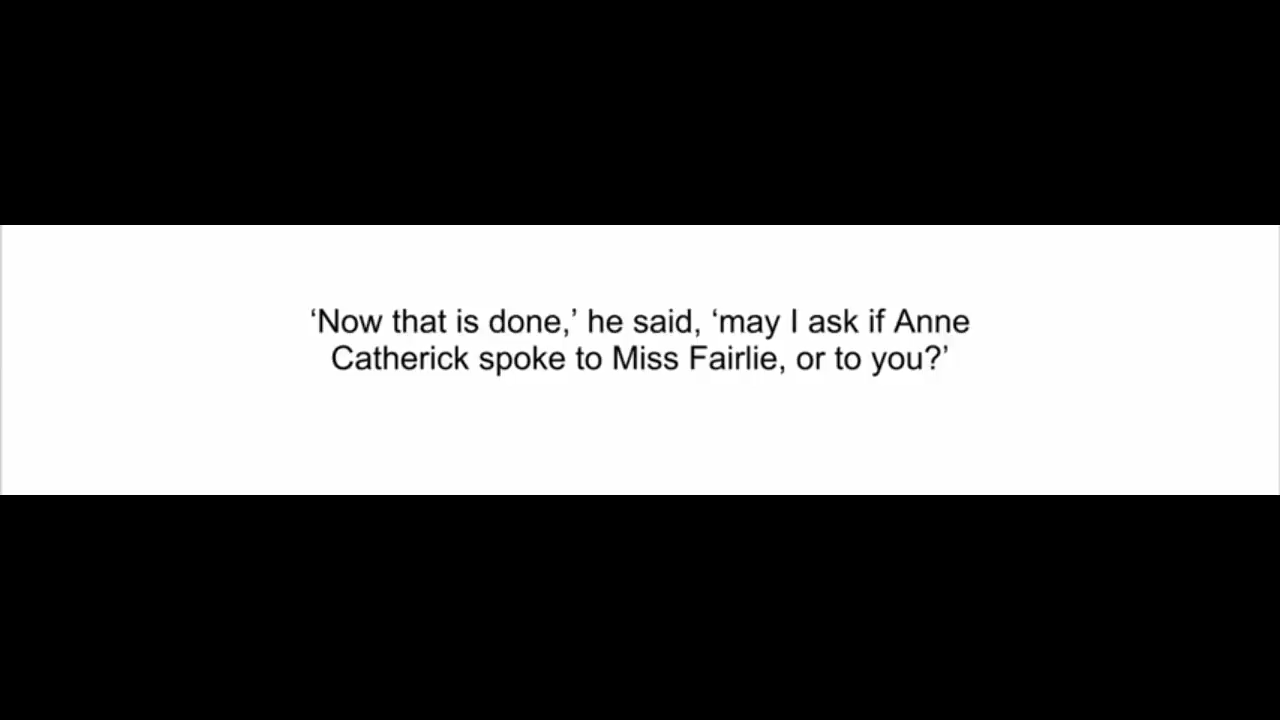 ‘Now that is done,’ he said, ‘may I ask if Anne
Catherick spoke to Miss Fairlie, or to you?’